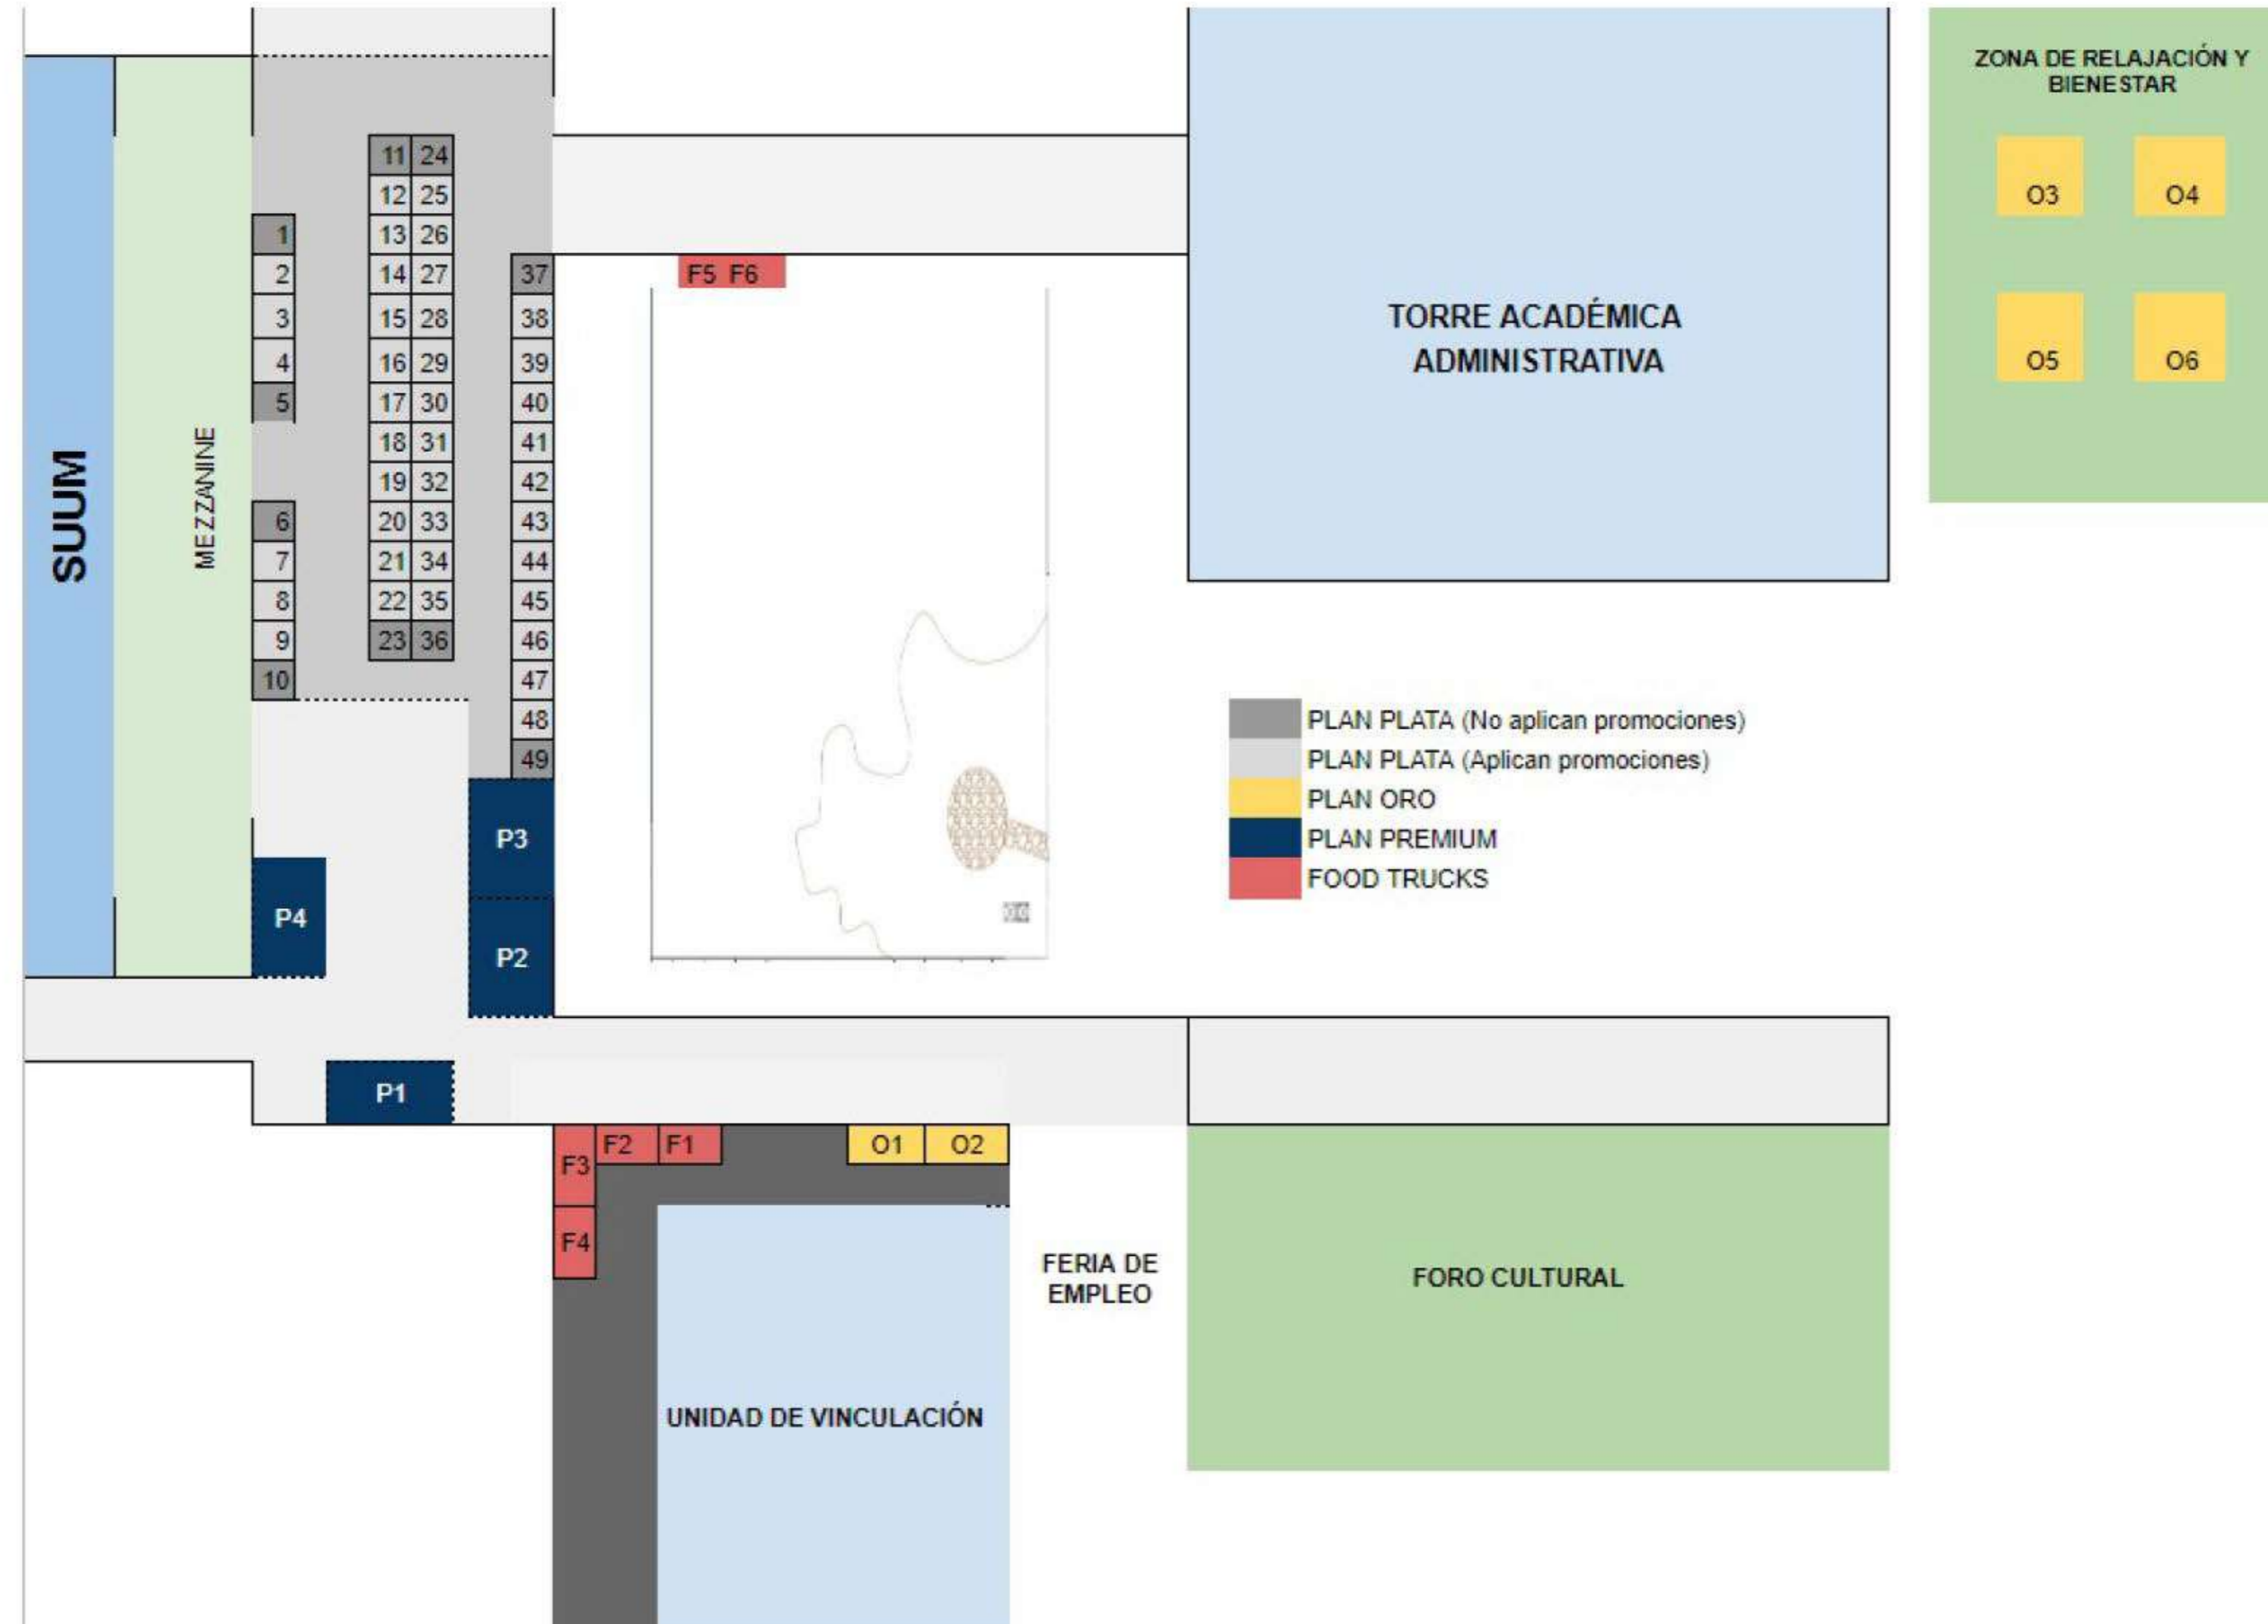 ZONA DE RELAJACIÓN Y
BIENESTAR
O3 O4
O5 O6
SUUM
MEZZANINE
11 24
12 25
1 13 26
2 14 27 37
3 15 28 38
4 16 29 39
5 17 30 40
18 31 41
19 32 42
6 20 33 43
7 21 34 44
8 22 35 45
9 23 36 46
10 47
48
49
F5 F6
TORRE ACADÉMICA
ADMINISTRATIVA
PLAN PLATA (No aplican promociones)
PLAN PLATA (Aplican promociones)
PLAN ORO
PLAN PREMIUM
FOOD TRUCKS
P3
P4
P2
P1
F3 F2 F1 O1 O2
F4
FERIA DE
EMPLEO
FORO CULTURAL
UNIDAD DE VINCULACIÓN